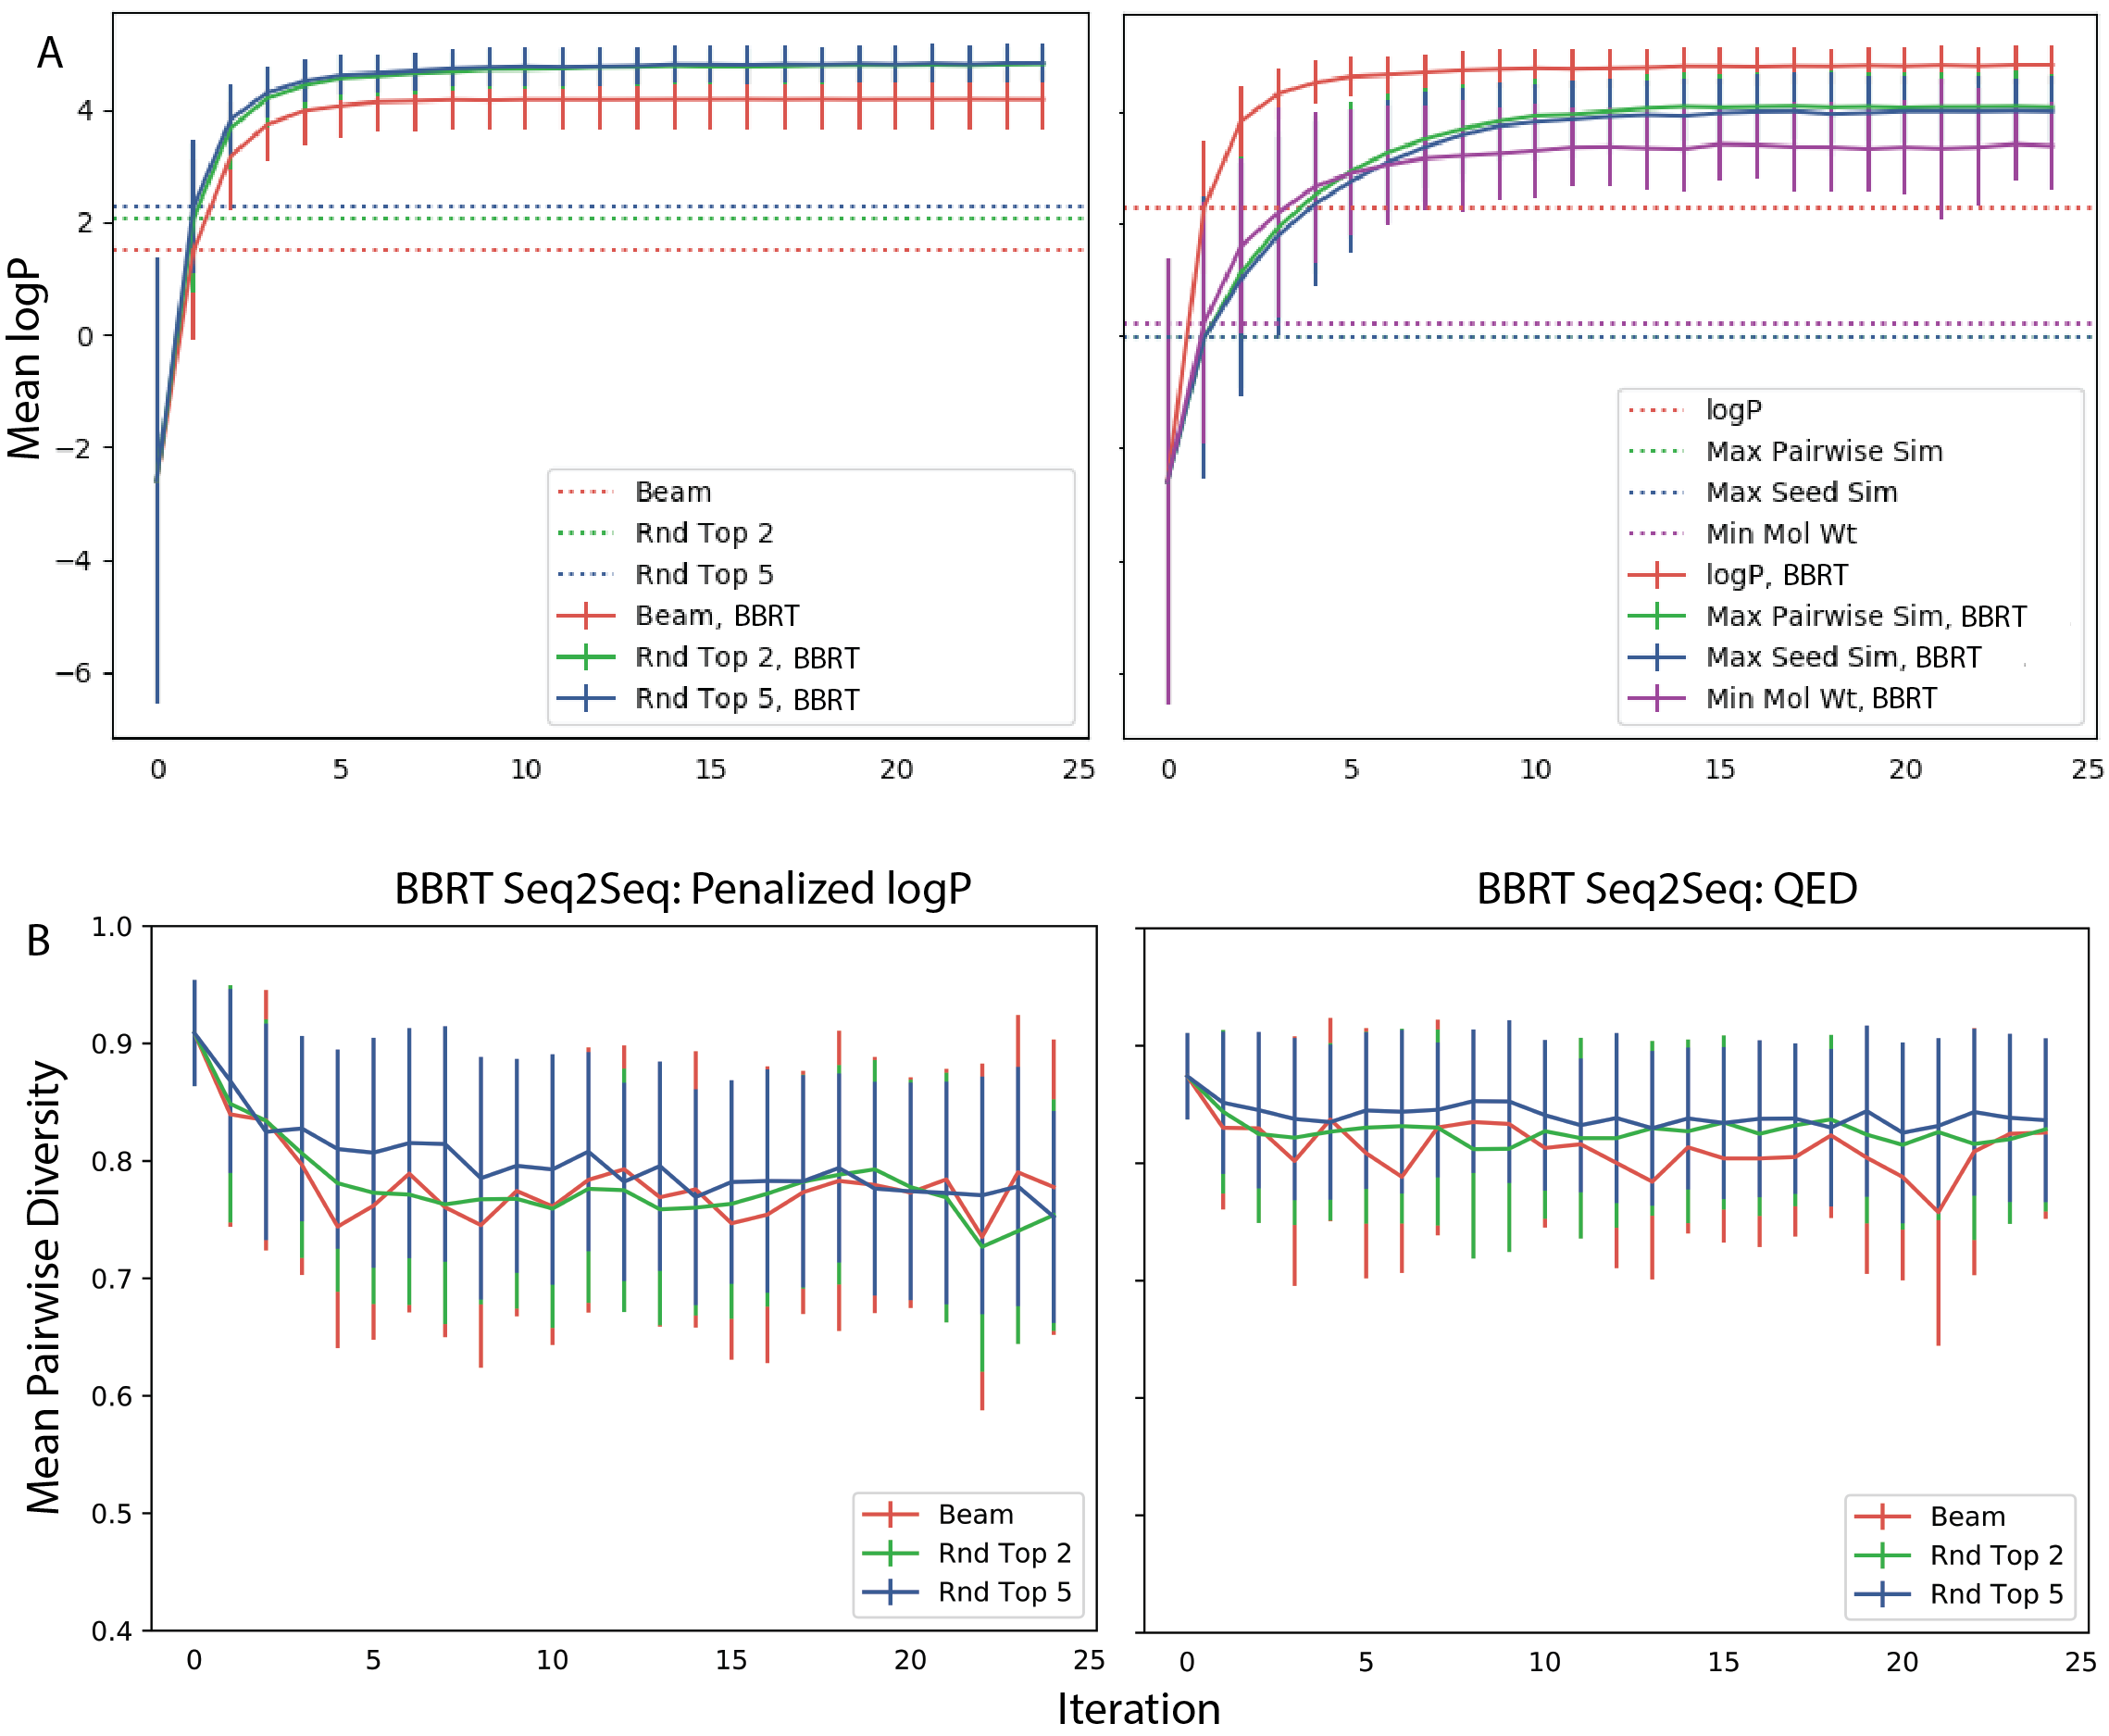 A
Mean logP
4
2
0
−2
−4
−6
Beam
Rnd Top 2
Rnd Top 5
Beam, BBRT
Rnd Top 2, BBRT
Rnd Top 5, BBRT
0 5 10 15 20 25
logP
Max Pairwise Sim
Max Seed Sim
Min Mol Wt
logP, BBRT
Max Pairwise Sim, BBRT
Max Seed Sim, BBRT
Min Mol Wt, BBRT
0 5 10 15 20 25
BBRT Seq2Seq: Penalized logP
BBRT Seq2Seq: QED
B
Mean Pairwise Diversity
1.0
0.9
0.8
0.7
0.6
0.5
0.4
Beam
Rnd Top 2
Rnd Top 5
0 5 10 15 20 25
Beam
Rnd Top 2
Rnd Top 5
0 5 10 15 20 25
Iteration